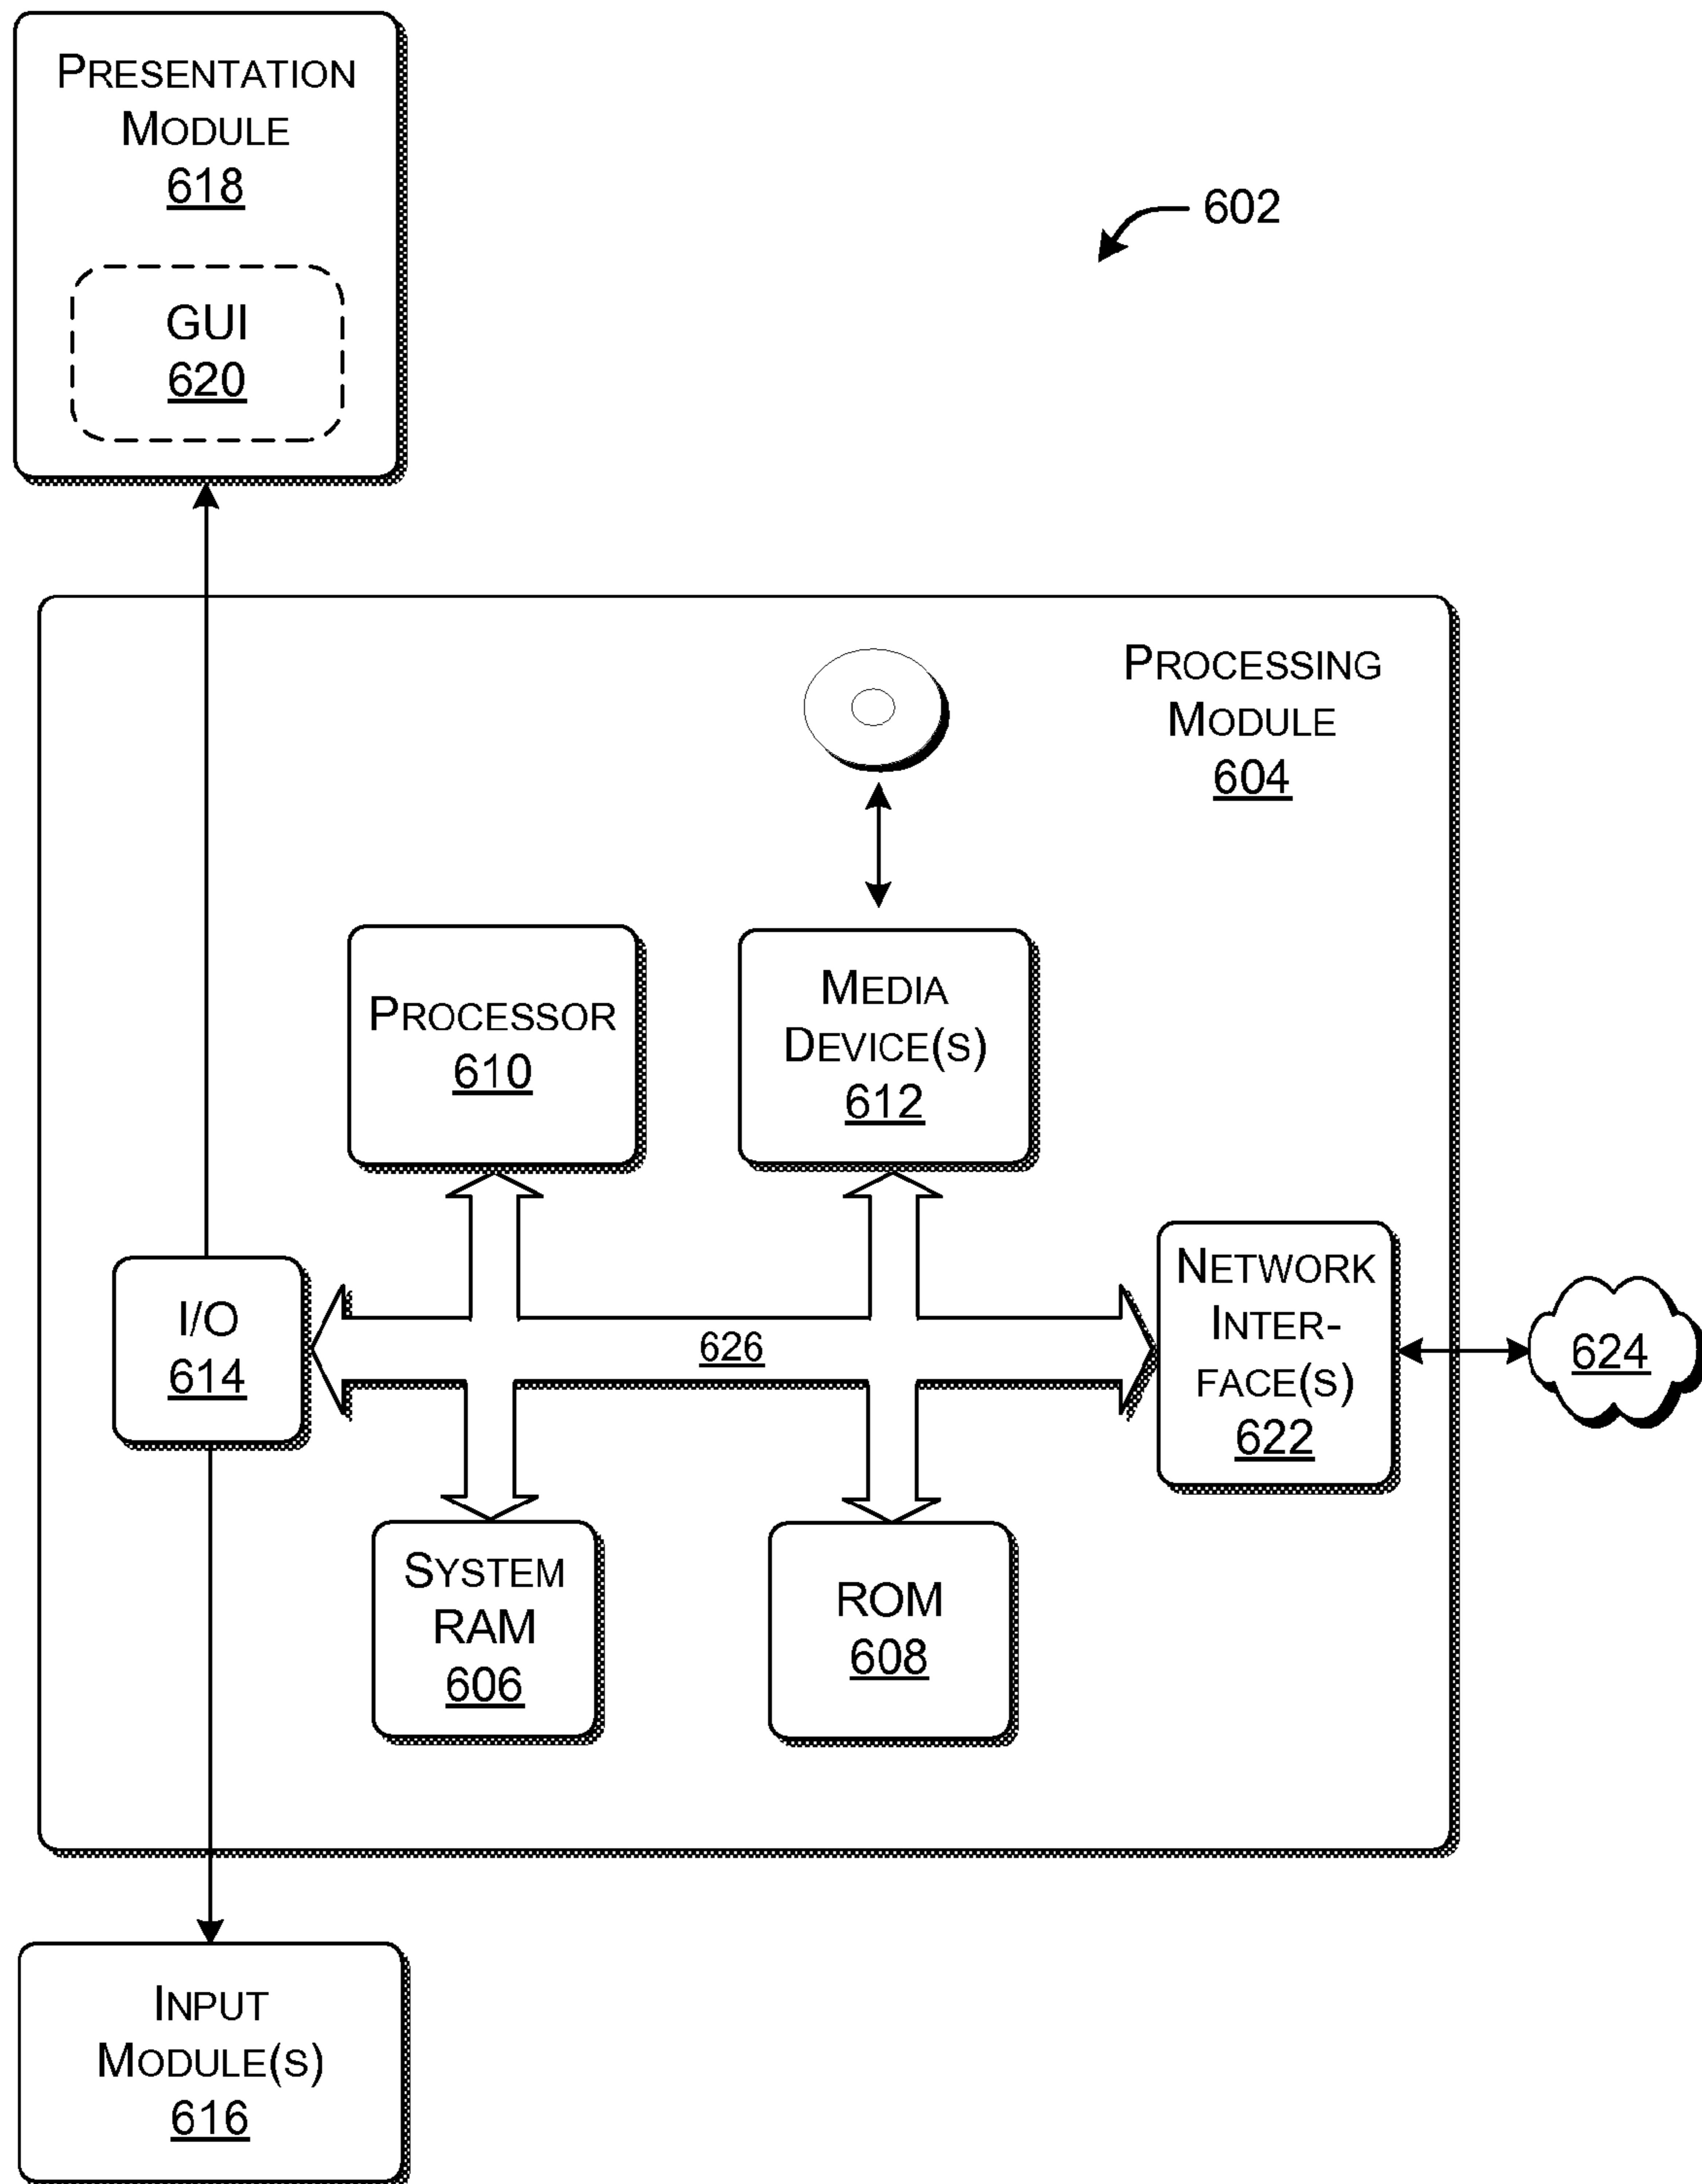 PRESENTATION
MODULE
618
GUI
620
602
PROCESSING
MODULE
604
PROCESSOR
610
MEDIA
DEVICE(S)
612
I/O
614
626
NETWORK
INTER-
FACE(S)
622
624
SYSTEM
RAM
606
ROM
608
INPUT
MODULE(S)
616